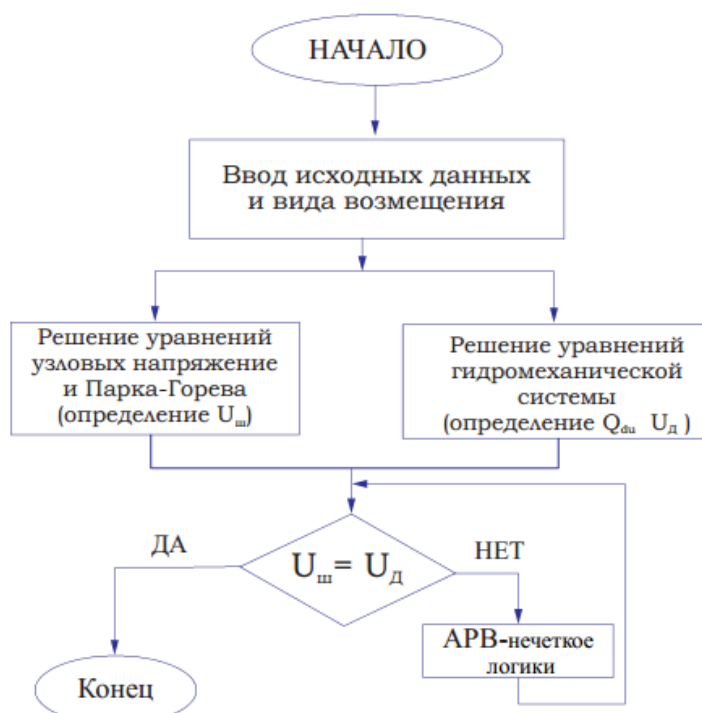 НАЧАЛО
Ввод исходных данных
и вида возмещения
Решение уравнений
узловых напряжение
и Парка-Горева
(определение Uш)
Решение уравнений
гидромеханической
системы
(определение Qdu Uд )
ДА
Uш= Uд
НЕТ
АРВ-нечеткое
логики
Конец